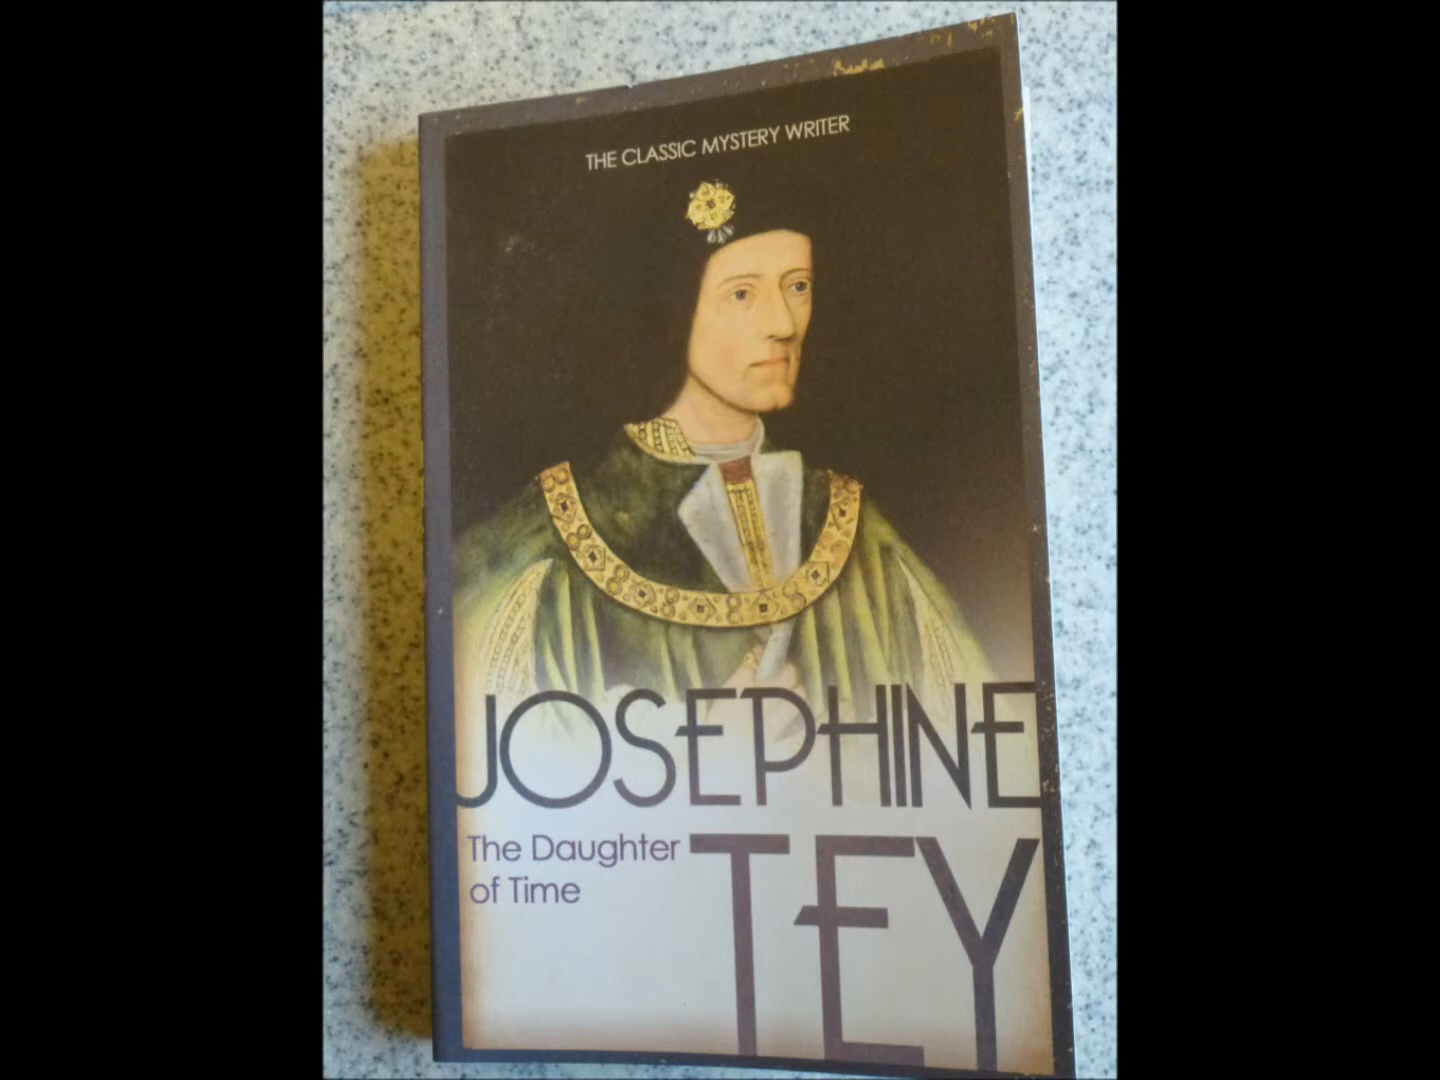 THE CLASSIC MYSTERY WRITER
JOSEPHINE
The Daughter
of Time
TEY